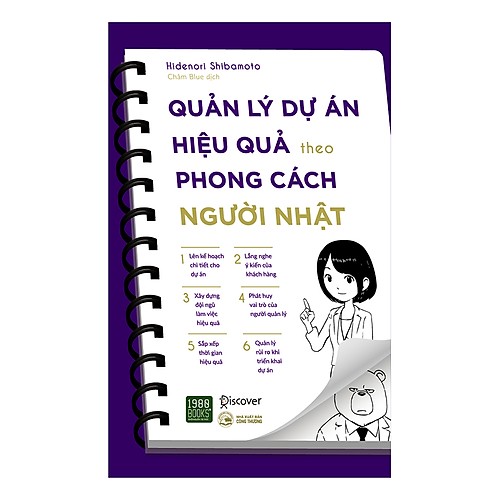 Hidenori Shibamoto
Châm Blue dịch
QUẢN LÝ DỰ ÁN
HIỆU QUẢ theo
PHONG CÁCH
NGƯỜI NHẬT
1 Lên kế hoạch
chi tiết cho
dự án
2 Lắng nghe
ý kiến của
khách hàng
3 Xây dựng
đội ngũ
làm việc
hiệu quả
4 Phát huy
vai trò của
người quản lý
5 Sắp xếp
thời gian
hiệu quả
6 Quản lý
rủi ro khi
triển khai
dự án
1980
BOOKS
Discover
NHÀ XUẤT BẢN
CÔNG THƯƠNG